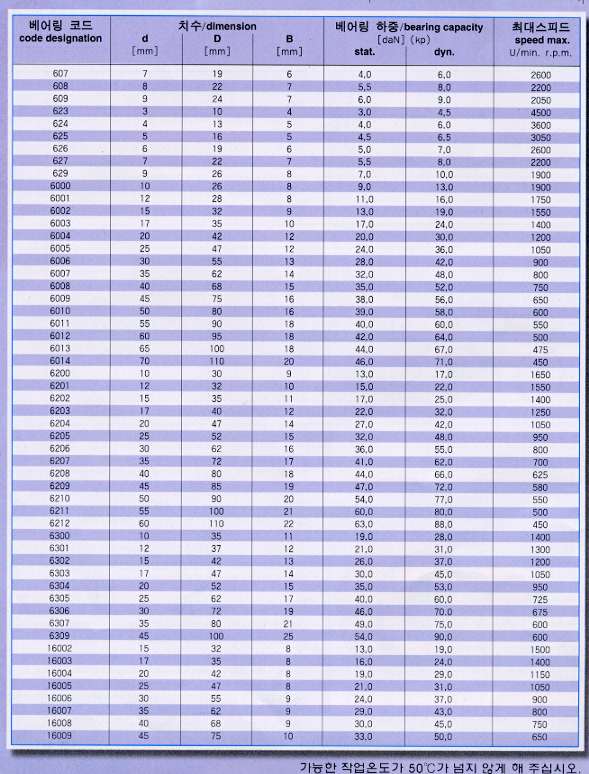 베어링 코드 치수/dimension 베어링 하중/bearing capacity 최대스피드
code designation d D B [daN] (kp) speed max.
[mm] [mm] [mm] stat. dyn. U/min. r.p.m.
607 7 19 6 4,0 6,0 2600
608 8 22 7 5,5 8,0 2200
609 9 24 7 6,0 9,0 2050
623 3 10 4 3,0 4,5 4500
624 4 13 5 4,0 6,0 3600
625 5 16 5 4,5 6,5 3050
626 6 19 6 5,0 7,0 2600
627 7 22 7 5,5 8,0 2200
629 9 26 8 7,0 10,0 1900
6000 10 26 8 9,0 13,0 1900
6001 12 28 8 11,0 16,0 1750
6002 15 32 9 13,0 19,0 1550
6003 17 35 10 17,0 24,0 1400
6004 20 42 12 20,0 30,0 1200
6005 25 47 12 24,0 36,0 1050
6006 30 55 13 28,0 42,0 900
6007 35 62 14 32,0 48,0 800
6008 40 68 15 35,0 52,0 750
6009 45 75 16 38,0 56,0 650
6010 50 80 16 39,0 58,0 600
6011 55 90 18 40,0 60,0 550
6012 60 95 18 42,0 64,0 500
6013 65 100 18 44,0 67,0 475
6014 70 110 20 46,0 71,0 450
6200 10 30 9 13,0 17,0 1650
6201 12 32 10 15,0 22,0 1550
6202 15 35 11 17,0 25,0 1400
6203 17 40 12 22,0 32,0 1250
6204 20 47 14 27,0 42,0 1050
6205 25 52 15 32,0 48,0 950
6206 30 62 16 36,0 55,0 800
6207 35 72 17 41,0 62,0 700
6208 40 80 18 44,0 66,0 625
6209 45 85 19 47,0 72,0 580
6210 50 90 20 54,0 77,0 550
6211 55 100 21 60,0 80,0 500
6212 60 110 22 63,0 88,0 450
6300 10 35 11 19,0 28,0 1400
6301 12 37 12 21,0 31,0 1300
6302 15 42 13 26,0 37,0 1200
6303 17 47 14 30,0 45,0 1050
6304 20 52 15 35,0 53,0 950
6305 25 62 17 40,0 60,0 725
6306 30 72 19 46,0 70,0 675
6307 35 80 21 49,0 75,0 600
6309 45 100 25 54,0 90,0 600
16002 15 32 8 13,0 19,0 1500
16003 17 35 8 16,0 24,0 1400
16004 20 42 8 19,0 29,0 1150
16005 25 47 8 21,0 31,0 1050
16006 30 55 9 24,0 37,0 900
16007 35 62 9 29,0 43,0 800
16008 40 68 9 30,0 45,0 750
16009 45 75 10 33,0 50,0 650
가능한 작업온도가 50℃가 넘지 않게 해 주십시오.